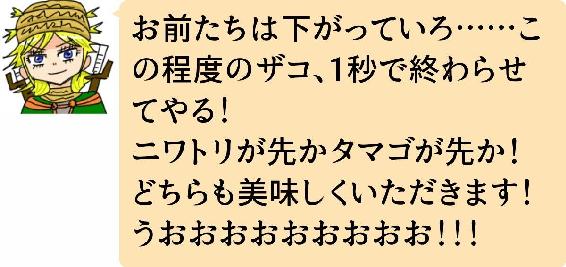 お前たちは下がっていろ……こ
の程度のザコ、1秒で終わらせ
てやる！
ニワトリが先かタマゴが先か！
どちらも美味しくいただきます！
うおおおおおおおおお！！！